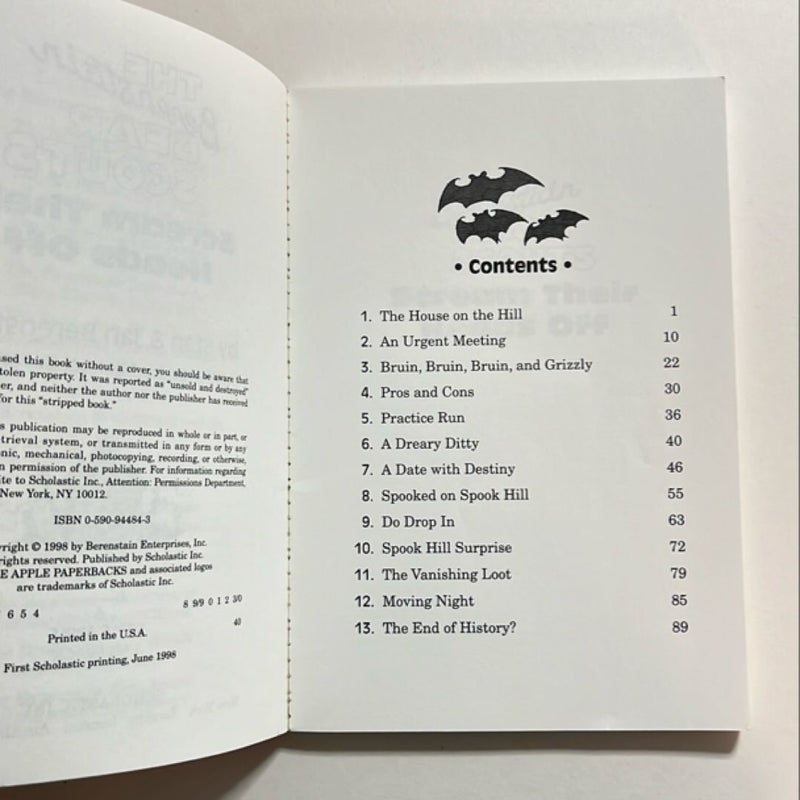 sed this book without a cover, you should be aware that
tolen property. It was reported as "unsold and destroyed"
er, and neither the author nor the publisher has received
for this "stripped book."
s publication may be reproduced in whole or in part, or
trieval system, or transmitted in any form or by any
nic, mechanical, photocopying, recording, or otherwise,
n permission of the publisher. For information regarding
ite to Scholastic Inc., Attention: Permissions Department,
New York, NY 10012.
ISBN 0-590-94484-3
yright © 1998 by Berenstain Enterprises, Inc.
rights reserved. Published by Scholastic Inc.
E APPLE PAPERBACKS and associated logos
are trademarks of Scholastic Inc.
6 5 4 8 9/9 0 1 2 3/0
40
Printed in the U.S.A.
First Scholastic printing, June 1998
• Contents •
1. The House on the Hill 1
2. An Urgent Meeting 10
3. Bruin, Bruin, Bruin, and Grizzly 22
4. Pros and Cons 30
5. Practice Run 36
6. A Dreary Ditty 40
7. A Date with Destiny 46
8. Spooked on Spook Hill 55
9. Do Drop In 63
10. Spook Hill Surprise 72
11. The Vanishing Loot 79
12. Moving Night 85
13. The End of History? 89